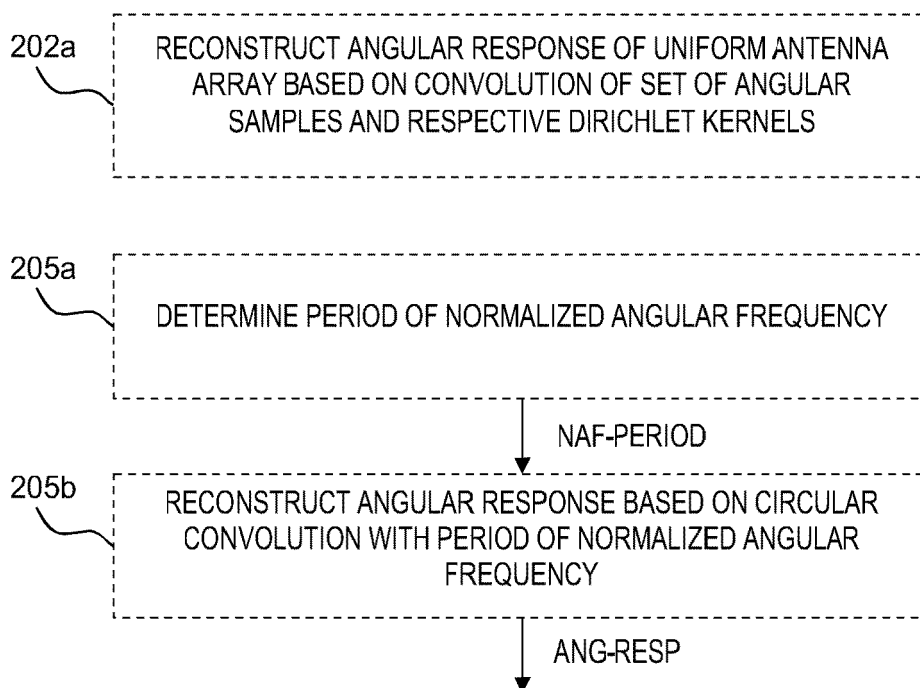 202a
RECONSTRUCT ANGULAR RESPONSE OF UNIFORM ANTENNA
ARRAY BASED ON CONVOLUTION OF SET OF ANGULAR
SAMPLES AND RESPECTIVE DIRICHLET KERNELS
205a
DETERMINE PERIOD OF NORMALIZED ANGULAR FREQUENCY
NAF-PERIOD
205b
RECONSTRUCT ANGULAR RESPONSE BASED ON CIRCULAR
CONVOLUTION WITH PERIOD OF NORMALIZED ANGULAR
FREQUENCY
ANG-RESP